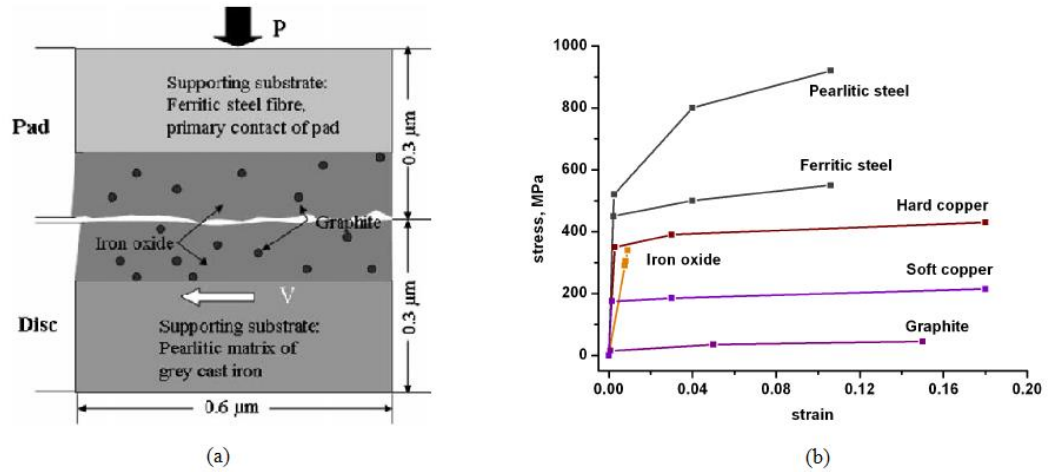 P
Supporting substrate:
Ferritic steel fibre,
primary contact of pad
Pad
0.3 µm
Graphite
Iron oxide
V
Disc
0.3 µm
Supporting substrate:
Pearlitic matrix of
grey cast iron
0.6 µm
(a)
1000
800
600
400
200
0
stress, MPa
Pearlitic steel
Ferritic steel
Hard copper
Iron oxide
Soft copper
Graphite
0.00
0.04
0.08
0.12
0.16
0.20
strain
(b)